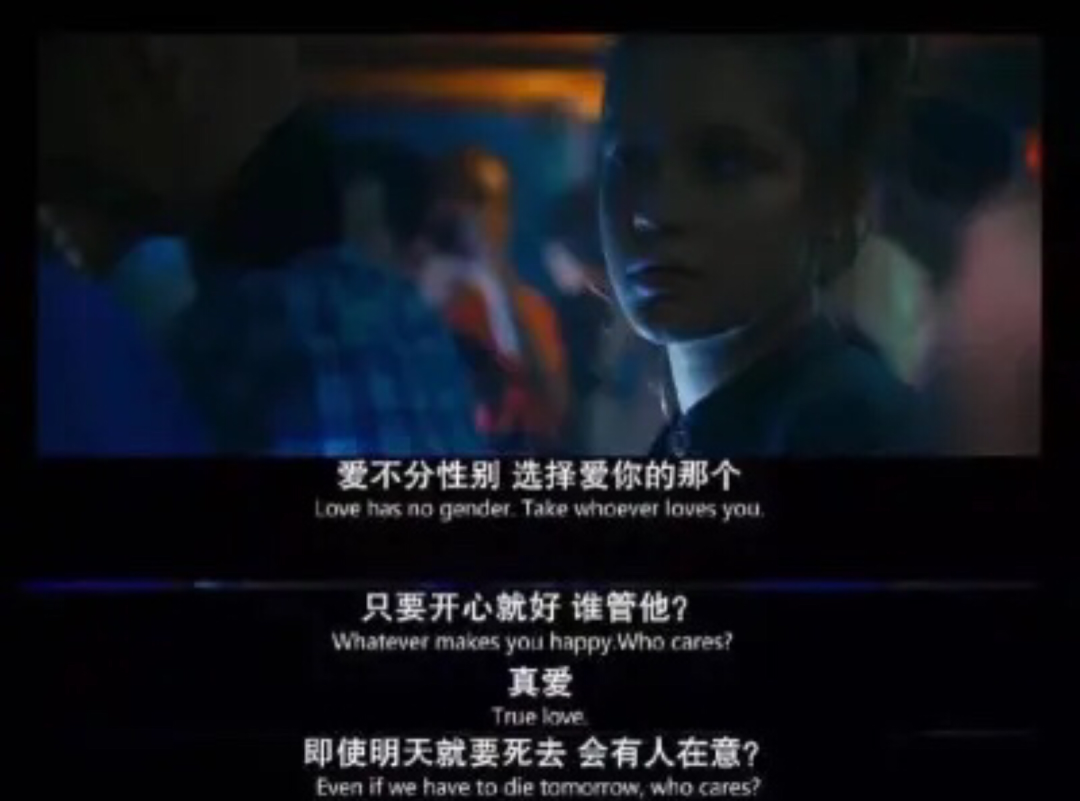 爱不分性别 选择爱你的那个
Love has no gender. Take whoever loves you.
只要开心就好 谁管他?
Whatever makes you happy.Who cares?
真爱
True love.
即使明天就要死去 会有人在意?
Even if we have to die tomorrow, who cares?